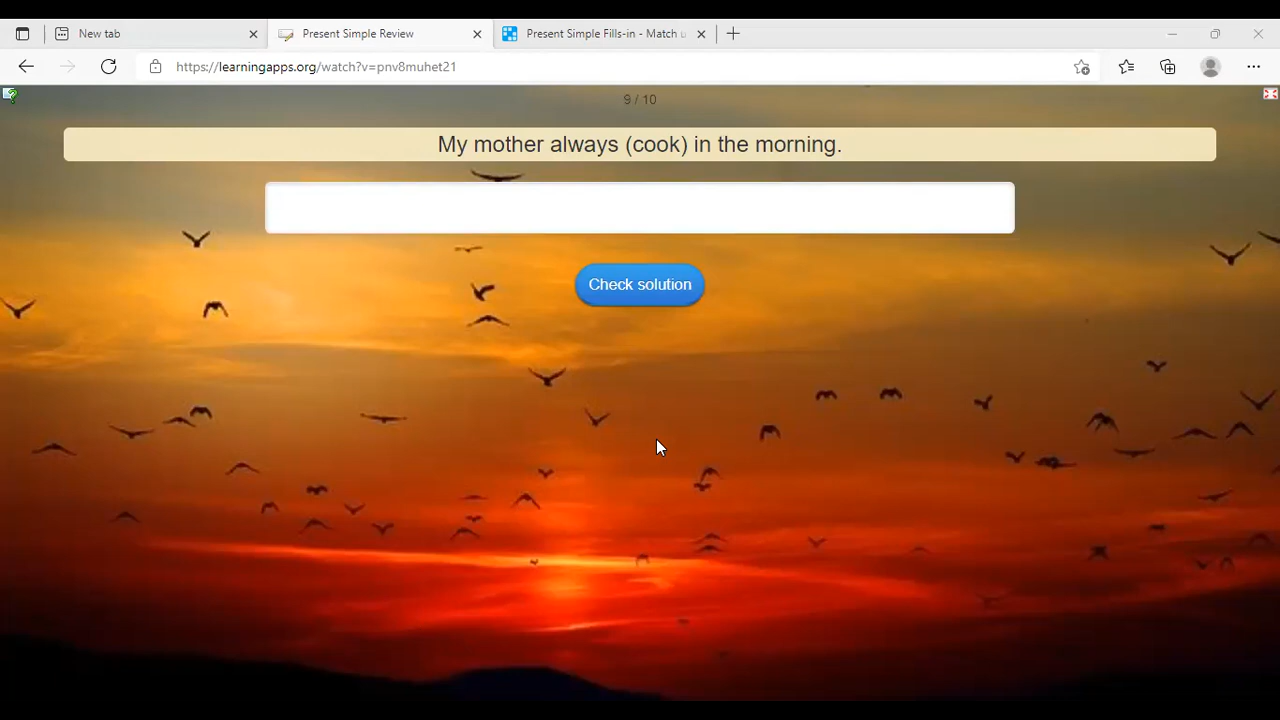 New tab
Present Simple Review
Present Simple Fills-in - Match u
https://learningapps.org/watch?v=pnv8muhet21
9 / 10
My mother always (cook) in the morning.
Check solution